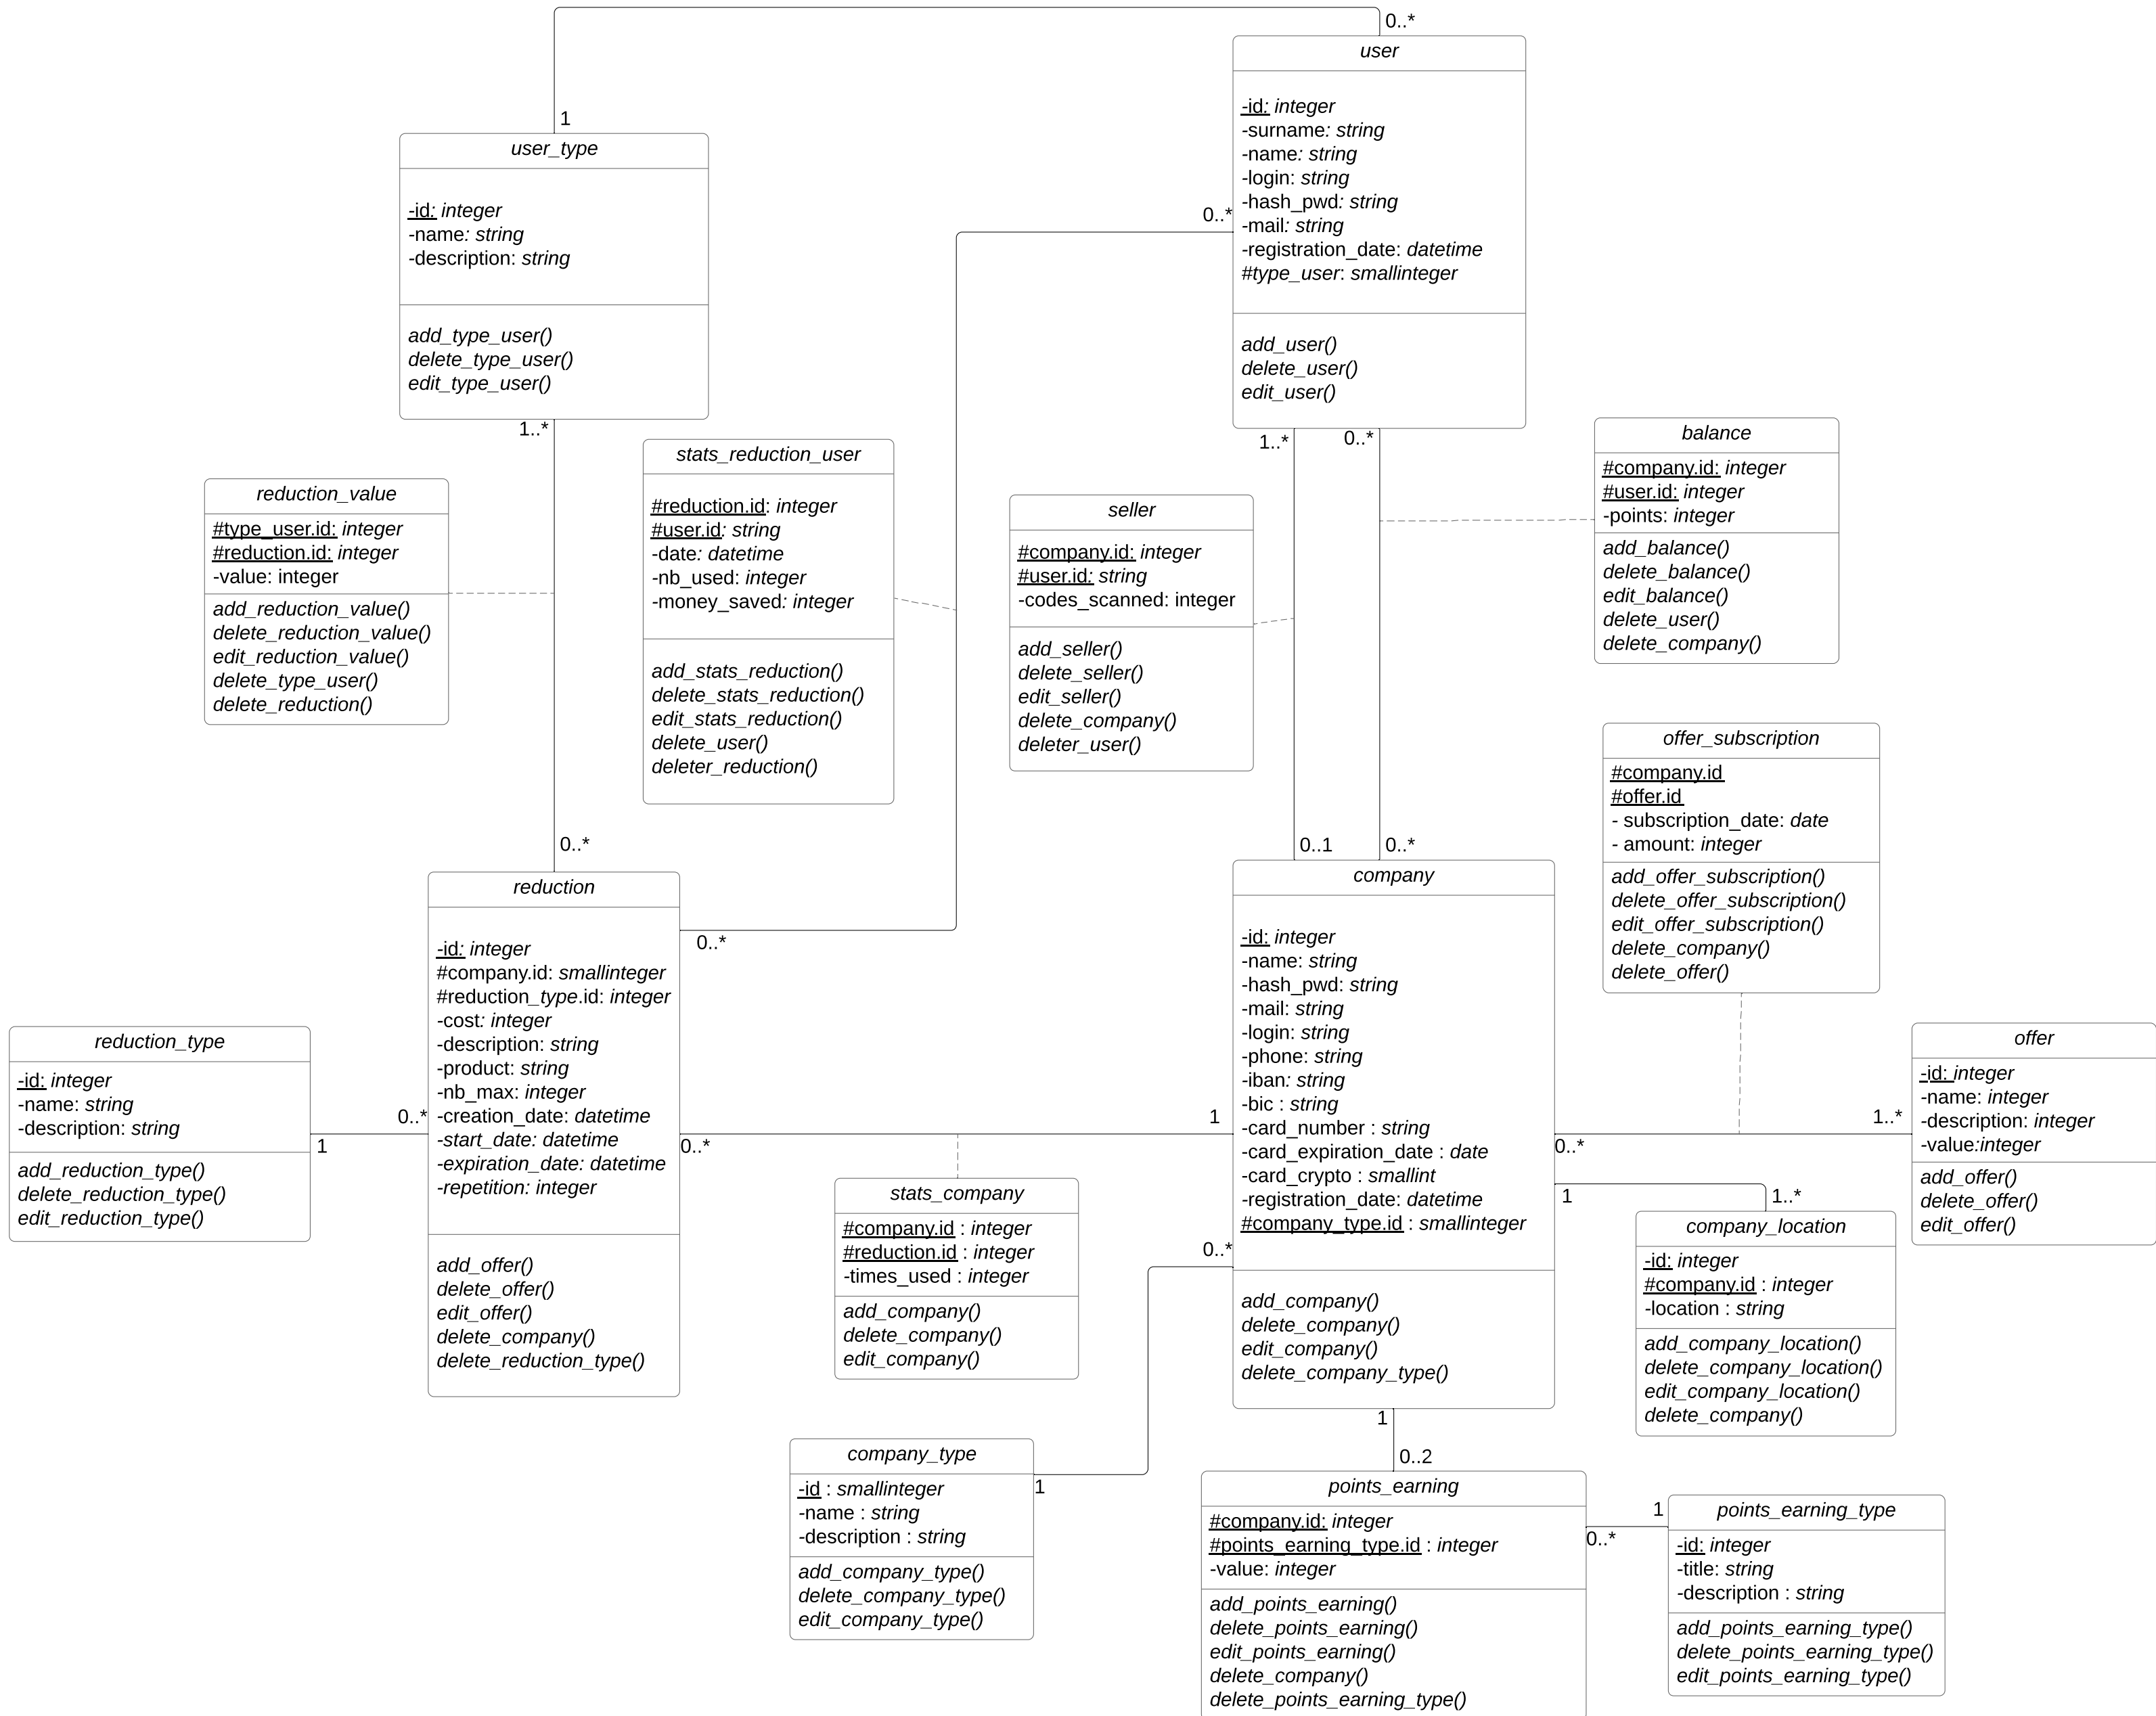 0..*
user
-id: integer
-surname: string
-name: string
-login: string
-hash_pwd: string
-mail: string
-registration_date: datetime
#type_user: smallinteger
add_user()
delete_user()
edit_user()
1
user_type
-id: integer
-name: string
-description: string
add_type_user()
delete_type_user()
edit_type_user()
0..*
1..*
1..*
0..*
balance
#company.id: integer
#user.id: integer
-points: integer
add_balance()
delete_balance()
edit_balance()
delete_user()
delete_company()
stats_reduction_user
#reduction.id: integer
#user.id: string
-date: datetime
-nb_used: integer
-money_saved: integer
add_stats_reduction()
delete_stats_reduction()
edit_stats_reduction()
delete_user()
deleter_reduction()
reduction_value
#type_user.id: integer
#reduction.id: integer
-value: integer
add_reduction_value()
delete_reduction_value()
edit_reduction_value()
delete_type_user()
delete_reduction()
seller
#company.id: integer
#user.id: string
-codes_scanned: integer
add_seller()
delete_seller()
edit_seller()
delete_company()
deleter_user()
offer_subscription
#company.id
#offer.id
- subscription_date: date
- amount: integer
add_offer_subscription()
delete_offer_subscription()
edit_offer_subscription()
delete_company()
delete_offer()
0..*
0..1
0..*
reduction
-id: integer
#company.id: smallinteger
#reduction_type.id: integer
-cost: integer
-description: string
-product: string
-nb_max: integer
-creation_date: datetime
-start_date: datetime
-expiration_date: datetime
-repetition: integer
add_offer()
delete_offer()
edit_offer()
delete_company()
delete_reduction_type()
0..*
company
-id: integer
-name: string
-hash_pwd: string
-mail: string
-login: string
-phone: string
-iban: string
-bic : string
-card_number : string
-card_expiration_date : date
-card_crypto : smallint
-registration_date: datetime
#company_type.id : smallinteger
add_company()
delete_company()
edit_company()
delete_company_type()
reduction_type
-id: integer
-name: string
-description: string
add_reduction_type()
delete_reduction_type()
edit_reduction_type()
1
0..*
0..*
1
0..*
1..*
offer
-id: integer
-name: integer
-description: integer
-value:integer
add_offer()
delete_offer()
edit_offer()
stats_company
#company.id : integer
#reduction.id : integer
-times_used : integer
add_company()
delete_company()
edit_company()
1
1..*
company_location
-id: integer
#company.id : integer
-location : string
add_company_location()
delete_company_location()
edit_company_location()
delete_company()
0..*
1
company_type
-id : smallinteger
-name : string
-description : string
add_company_type()
delete_company_type()
edit_company_type()
1
0..2
points_earning
#company.id: integer
#points_earning_type.id : integer
-value: integer
add_points_earning()
delete_points_earning()
edit_points_earning()
delete_company()
delete_points_earning_type()
0..*
1
points_earning_type
-id: integer
-title: string
-description : string
add_points_earning_type()
delete_points_earning_type()
edit_points_earning_type()